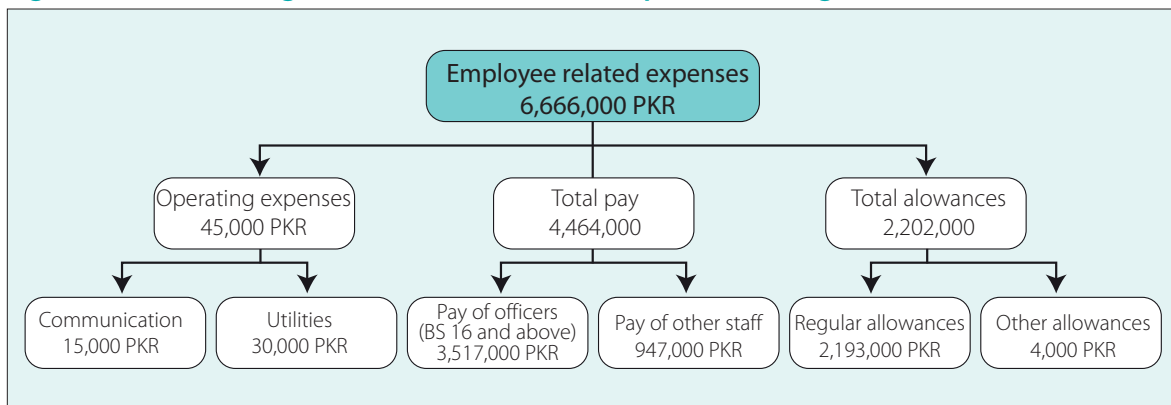 Employee related expenses
6,666,000 PKR
Operating expenses
45,000 PKR
Total pay
4,464,000
Total allowances
2,202,000
Communication
15,000 PKR
Utilities
30,000 PKR
Pay of officers
(BS 16 and above)
3,517,000 PKR
Pay of other staff
947,000 PKR
Regular allowances
2,193,000 PKR
Other allowances
4,000 PKR